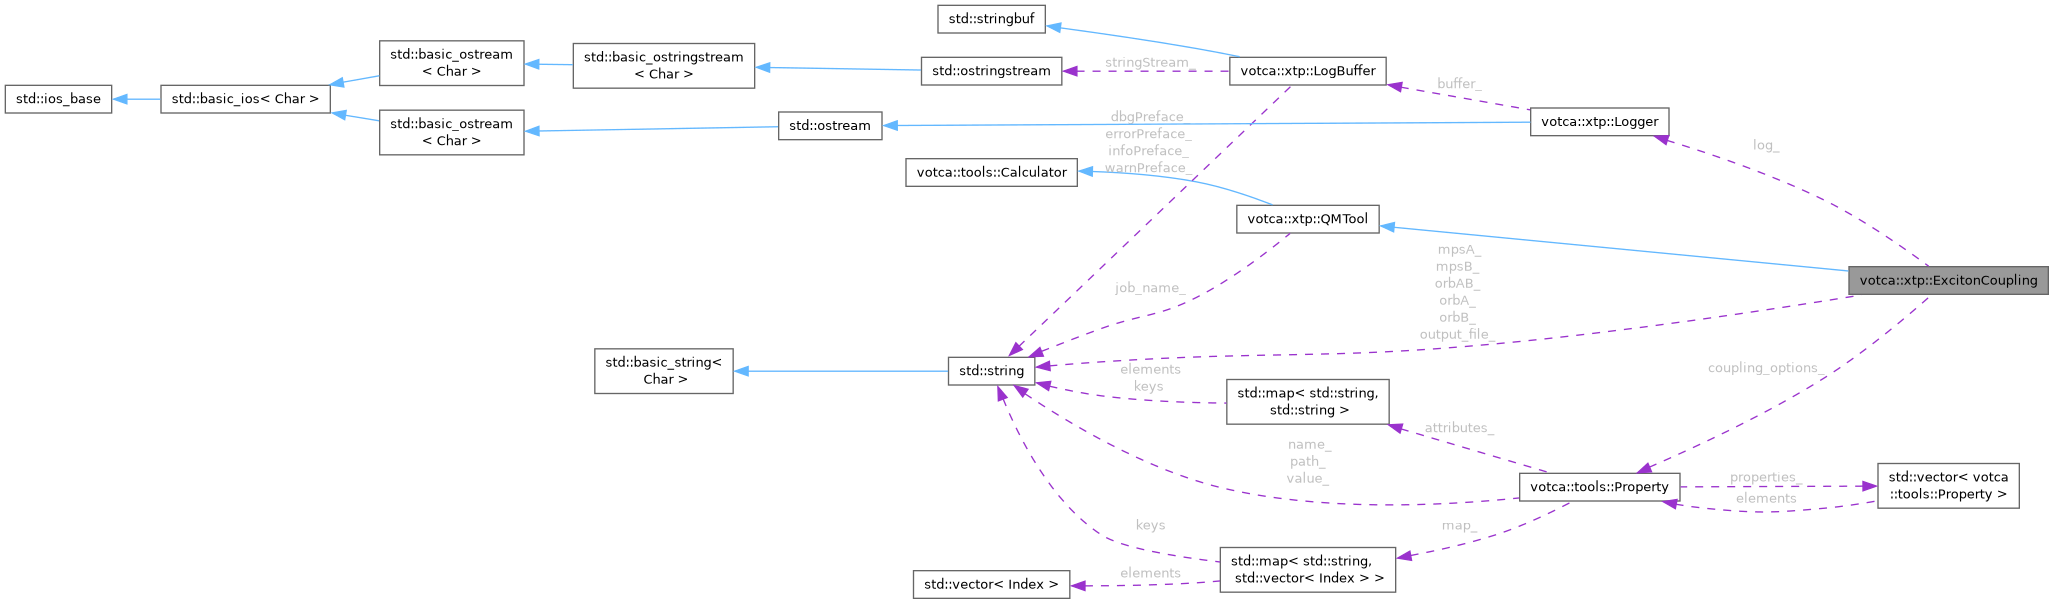 std::stringbuf
std::basic_ostream
< Char >
std::basic_ostringstream
< Char >
std::ostringstream
stringStream_
votca::xtp::LogBuffer
buffer_
std::ios_base
std::basic_ios< Char >
std::basic_ostream
< Char >
std::ostream
dbgPreface_
errorPreface_
infoPreface_
warnPreface_
votca::xtp::Logger
log_
votca::tools::Calculator
votca::xtp::QMTool
mpsA_
mpsB_
orbAB_
orbA_
orbB_
output_file_
votca::xtp::ExcitonCoupling
job_name_
std::basic_string<
Char >
std::string
elements
keys
std::map< std::string,
std::string >
coupling_options_
attributes_
name_
path_
value_
votca::tools::Property
properties_
elements
std::vector< votca
::tools::Property >
keys
map_
std::vector< Index >
elements
std::map< std::string,
std::vector< Index > >